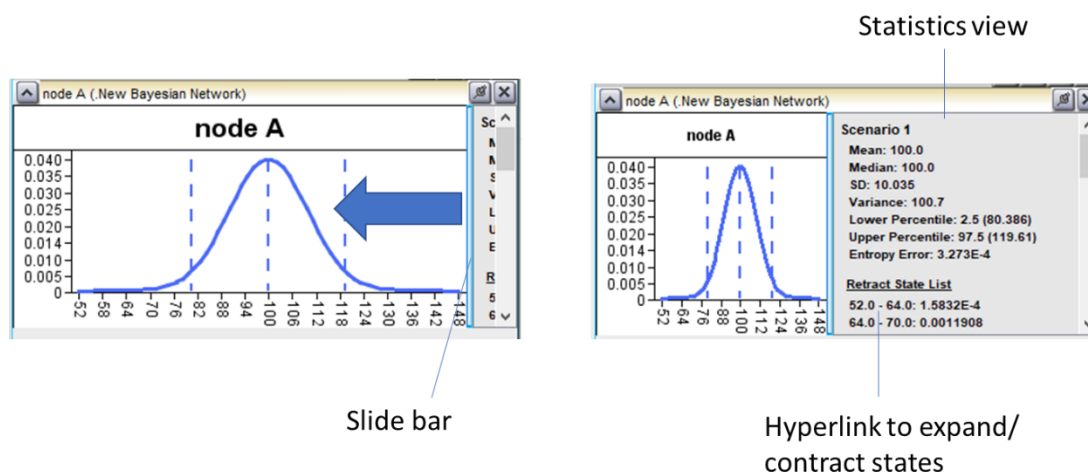 Statistics view
node A (.New Bayesian Network)
node A
0.040
0.035
0.030
0.025
0.020
0.014
0.010
0.005
0
52
58
64
70
76
82
88
94
100
106
112
118
124
130
136
142
148
Sc
M
M
S
V
L
U
E
5
6
Slide bar
node A (.New Bayesian Network)
node A
0.040
0.035
0.030
0.025
0.020
0.014
0.010
0.005
0
52
64
76
88
100
112
124
136
148
Scenario 1
Mean: 100.0
Median: 100.0
SD: 10.035
Variance: 100.7
Lower Percentile: 2.5 (80.386)
Upper Percentile: 97.5 (119.61)
Entropy Error: 3.273E-4
Retract State List
52.0 - 64.0: 1.5832E-4
64.0 - 70.0: 0.0011908
Hyperlink to expand/
contract states